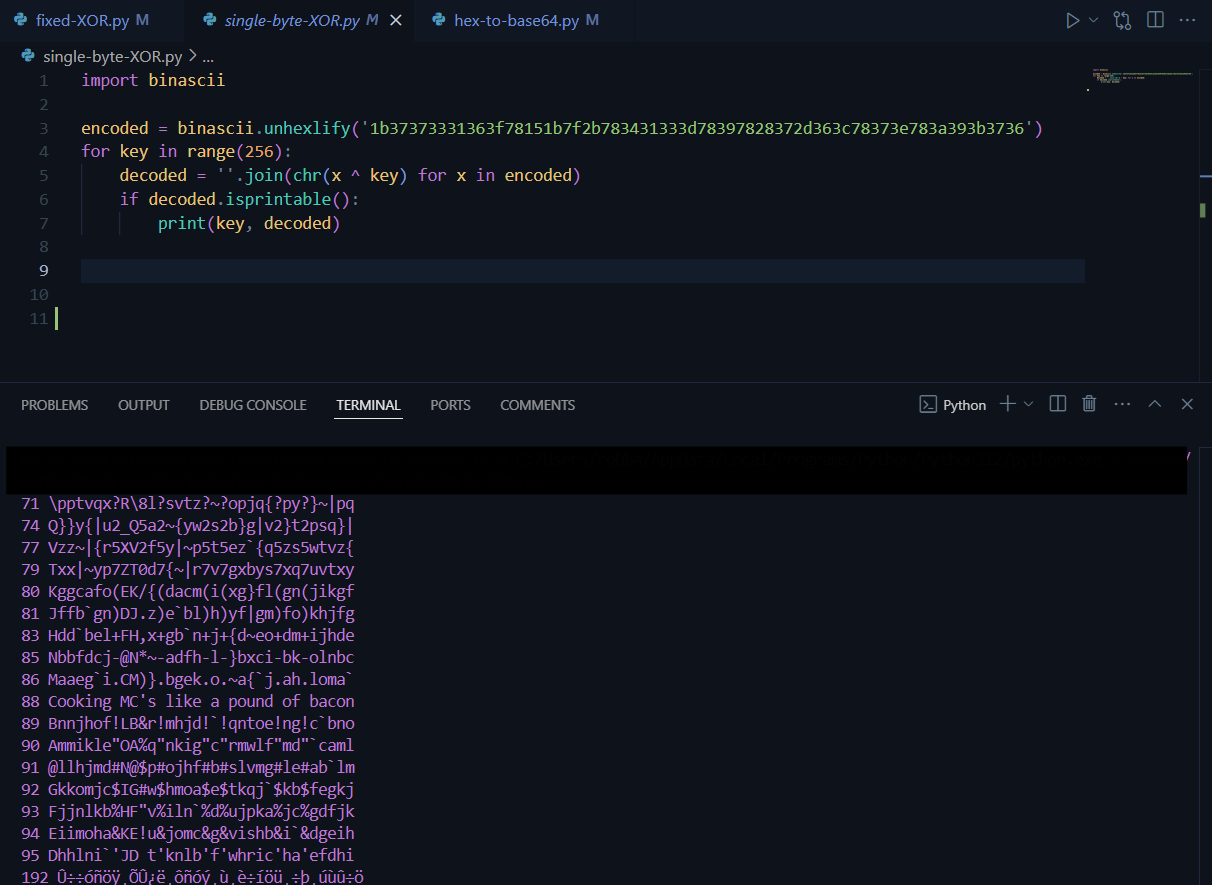 fixed-XOR.py M
single-byte-XOR.py M
hex-to-base64.py M
single-byte-XOR.py > ...
1 import binascii
2
3 encoded = binascii.unhexlify('1b37373331363f78151b7f2b783431333d78397828372d363c78373e783a393b3736')
4 for key in range(256):
5 decoded = ''.join(chr(x ^ key) for x in encoded)
6 if decoded.isprintable():
7 print(key, decoded)
8
9
10
11
PROBLEMS OUTPUT DEBUG CONSOLE TERMINAL PORTS COMMENTS Python
71 \pptvqx?R\8l?svtz?~?opjq{?py?}~|pq
74 Q}}y{|u2_Q5a2~{yw2s2b}g|v2}t2psq}|
77 Vzz~|{r5XV2f5y|~p5t5ez`{q5zs5wtvz{
79 Txx|~yp7ZT0d7{~|r7v7gxbys7xq7uvtxy
80 Kggcafo(EK/{(dacm(i(xg}fl(gn(jikgf
81 Jffb`gn)DJ.z)e`bl)h)yf|gm)fo)khjfg
83 Hdd`bel+FH,x+gb`n+j+{d~eo+dm+ijhde
85 Nbbfdcj-@N*~-adfh-l-}bxci-bk-olnbc
86 Maaeg`i.CM)}.bgek.o.~a{`j.ah.loma`
88 Cooking MC's like a pound of bacon
89 Bnnjhof!LB&r!mhjd!`!qntoe!ng!c`bno
90 Ammikle"OA%q"nkig"c"rmwlf"md"`caml
91 @llhjmd#N@$p#ojhf#b#slvmg#le#ab`lm
92 Gkkomjc$IG#w$hmoa$e$tkqj`$kb$fegkj
93 Fjjnlkb%HF"v%iln`%d%ujpka%jc%gdfjk
94 Eiimoha&KE!u&jomc&g&vishb&i`&dgeih
95 Dhhlni`'JD t'knlb'f'whric'ha'efdhi
192 Û÷÷óñöÿ¸ÕÛ¿ë¸ôñóý¸ù¸è÷íöü¸÷þ¸úùû÷ö